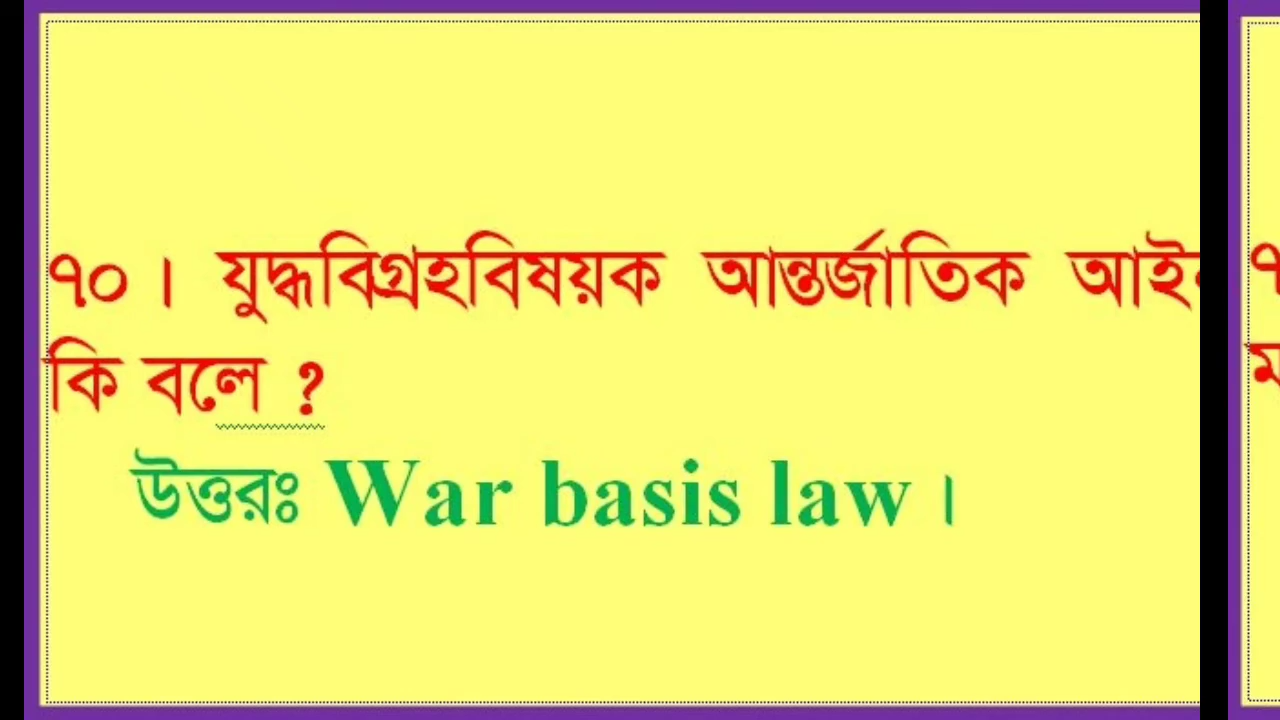 ৭০ । যুদ্ধবিগ্রহবিষয়ক আন্তর্জাতিক
কি বলে ?
উত্তরঃ War basis law ।